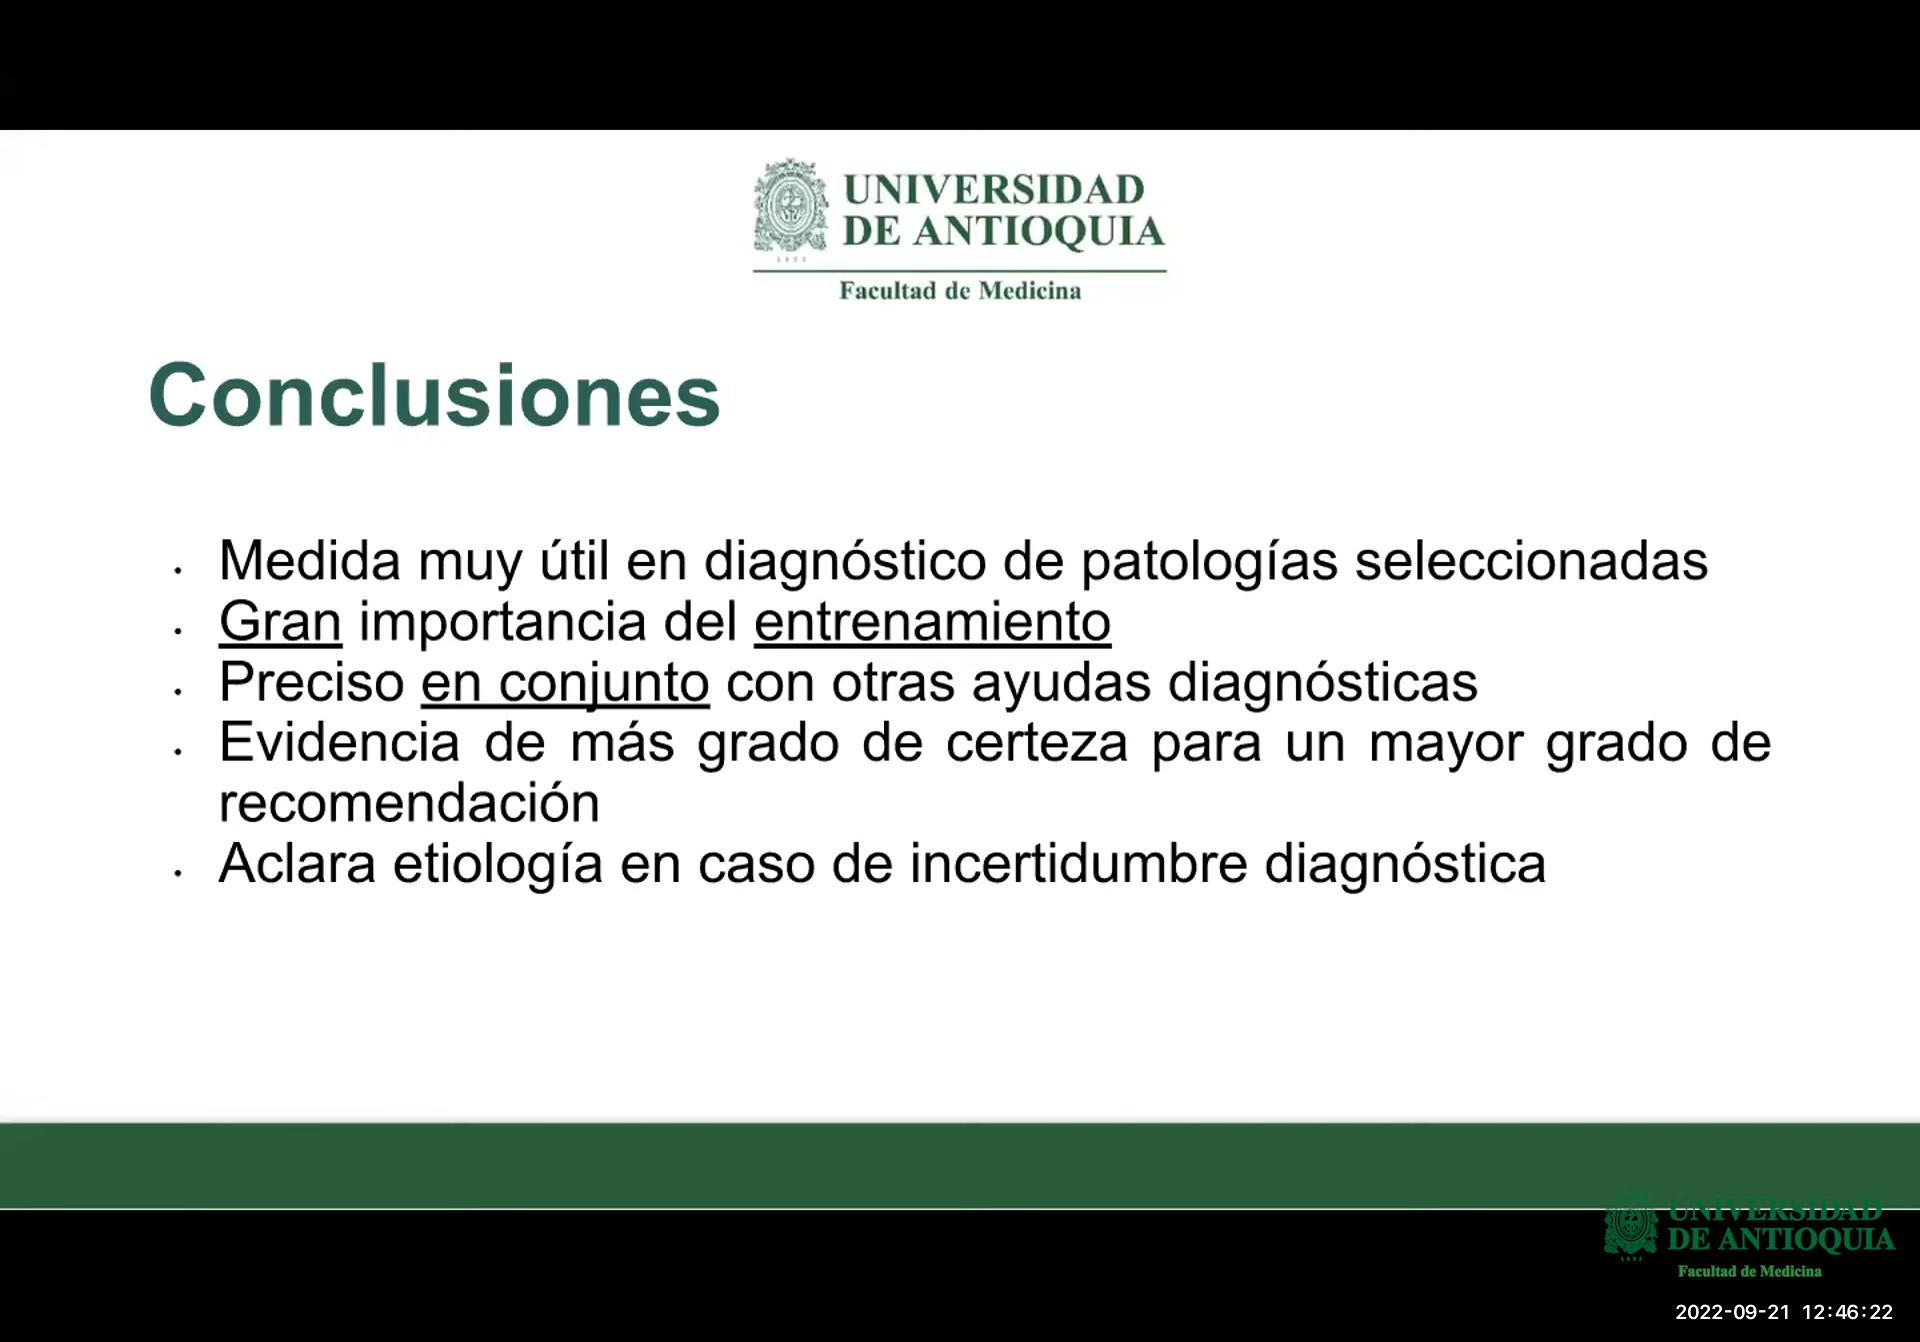 UNIVERSIDAD
DE ANTIOQUIA
1803
Facultad de Medicina
Conclusiones
• Medida muy útil en diagnóstico de patologías seleccionadas
• Gran importancia del entrenamiento
• Preciso en conjunto con otras ayudas diagnósticas
• Evidencia de más grado de certeza para un mayor grado de
recomendación
• Aclara etiología en caso de incertidumbre diagnóstica
UNIVERSIDAD
DE ANTIOQUIA
1803
Facultad de Medicina
2022-09-21 12:46:22